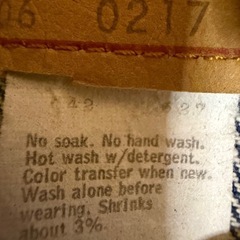 06 0217
No soak. No hand wash.
Hot wash w/detergent.
Color transfer when new.
Wash alone before
wearing. Shrinks
about 3%.